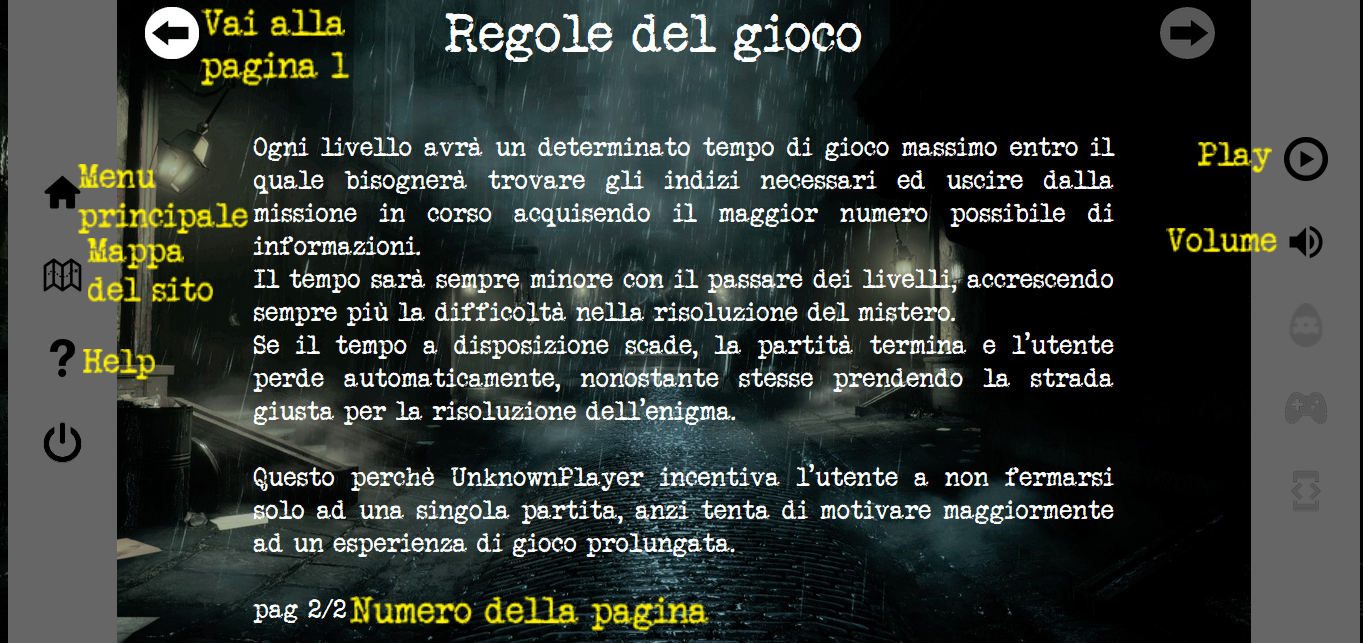 Vai alla
pagina 1
Regole del gioco
Ogni livello avrà un determinato tempo di gioco massimo entro il
quale bisognerà trovare gli indizi necessari ed uscire dalla
missione in corso acquisendo il maggior numero possibile di
informazioni.
Il tempo sarà sempre minore con il passare dei livelli, accrescendo
sempre più la difficoltà nella risoluzione del mistero.
Se il tempo a disposizione scade, la partità termina e l'utente
perde automaticamente, nonostante stesse prendendo la strada
giusta per la risoluzione dell'enigma.
Questo perchè UnknownPlayer incentiva l'utente a non fermarsi
solo ad una singola partita, anzi tenta di motivare maggiormente
ad un esperienza di gioco prolungata.
pag 2/2 Numero della pagina
Menu
principale
Mappa
del sito
? Help
Play
Volume